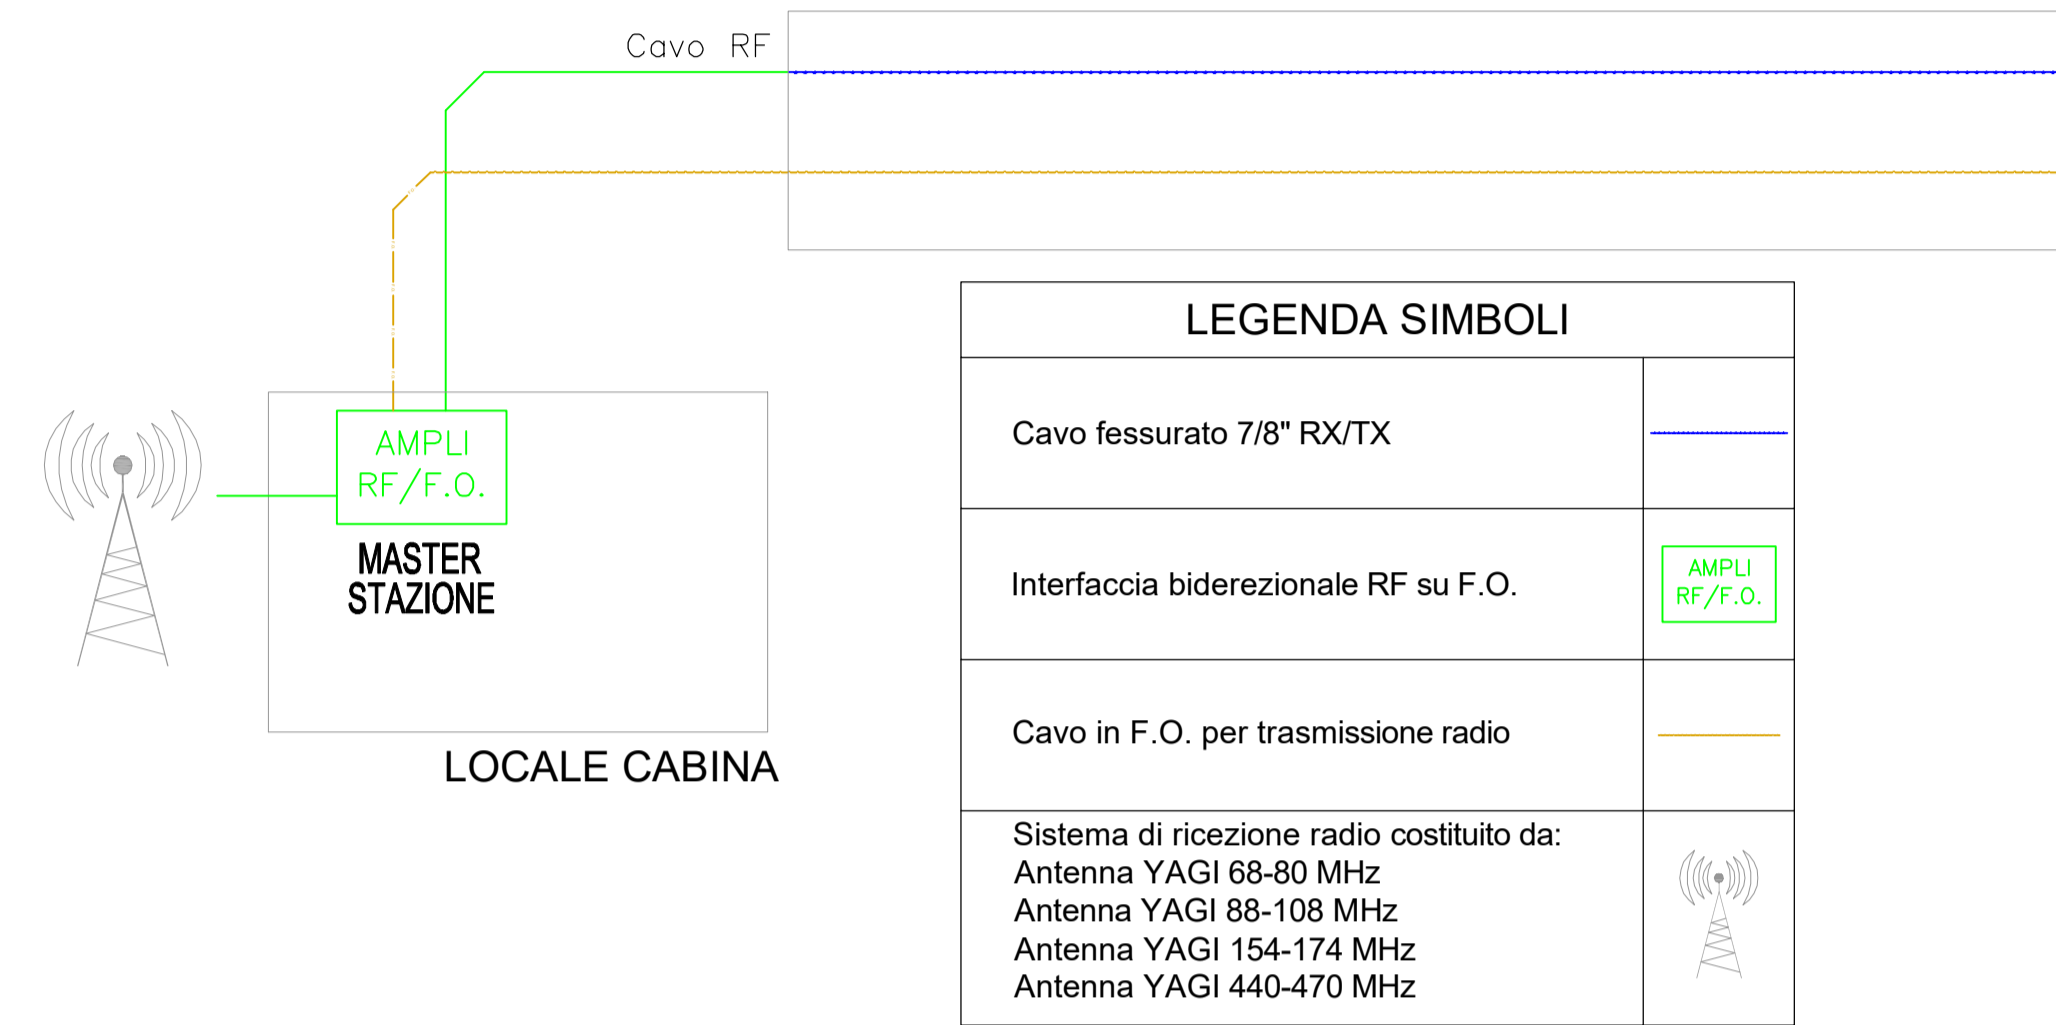 Cavo RF
AMPLI
RF/F.O.
MASTER
STAZIONE
LOCALE CABINA
LEGENDA SIMBOLI
Cavo fessurato 7/8" RX/TX
Interfaccia biderezionale RF su F.O.
AMPLI
RF/F.O.
Cavo in F.O. per trasmissione radio
Sistema di ricezione radio costituito da:
Antenna YAGI 68-80 MHz
Antenna YAGI 88-108 MHz
Antenna YAGI 154-174 MHz
Antenna YAGI 440-470 MHz